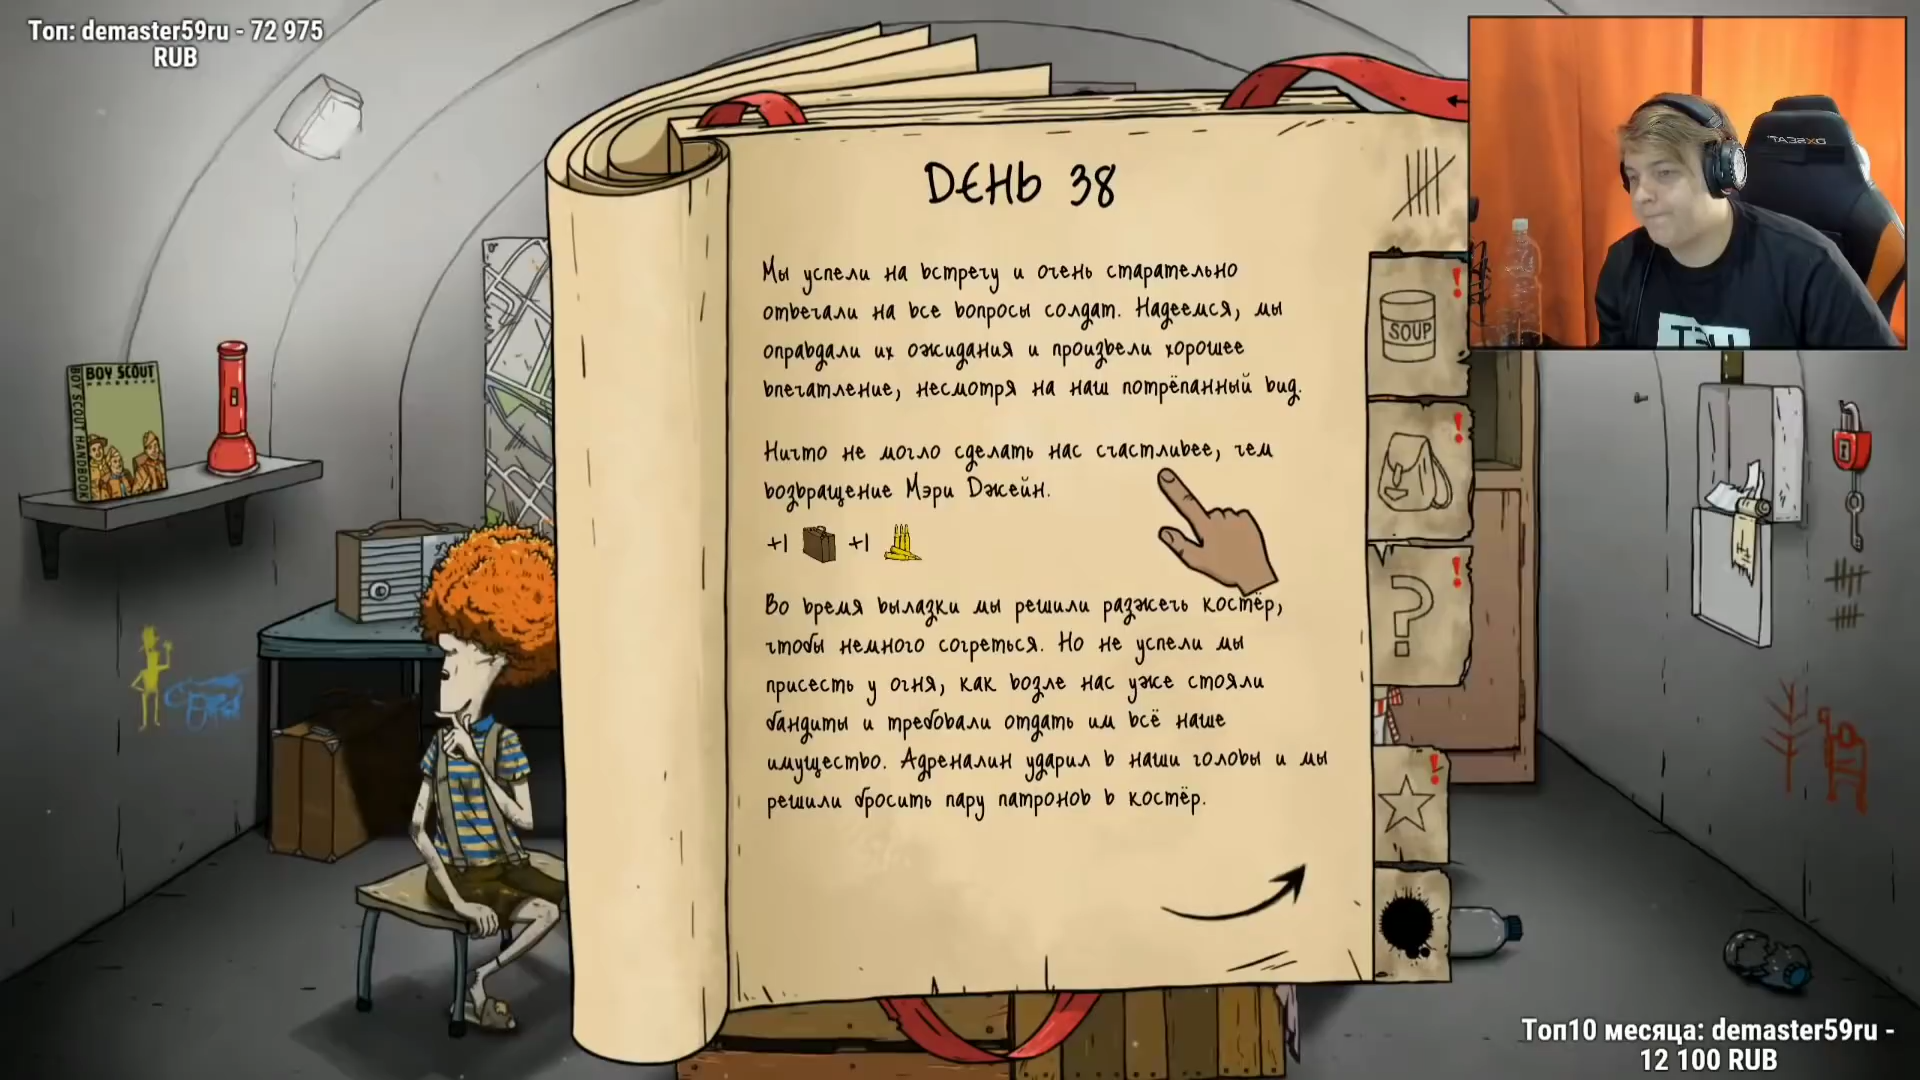 Топ: demaster59ru - 72 975
RUB
BOY SCOUT
BOY SCOUT HANDBOOK
ДЕНЬ 38
Мы успели на встречу и очень старательно
отвечали на все вопросы солдат. Надеемся, мы
оправдали их ожидания и произвели хорошее
впечатление, несмотря на наш потрёпанный вид.
Ничто не могло сделать нас счастливее, чем
возвращение Мэри Джейн.
+1 +1
Во время вылазки мы решили разжечь костёр,
чтобы немного согреться. Но не успели мы
присесть у огня, как возле нас уже стояли
бандиты и требовали отдать им всё наше
имущество. Адреналин ударил в наши головы и мы
решили бросить пару патронов в костёр.
!
SOUP
!
!
?
!
Топ10 месяца: demaster59ru -
12 100 RUB